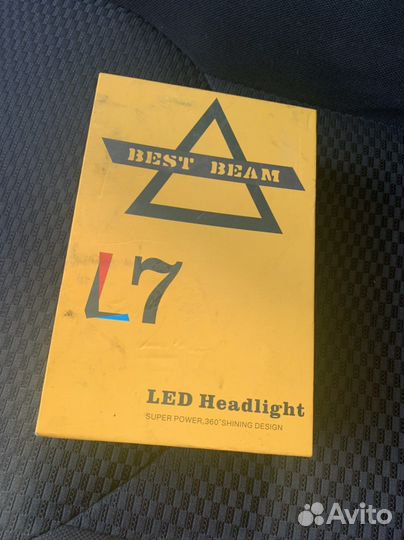 BEST BEAM
L7
LED Headlight
SUPER POWER,360°SHINING DESIGN
Avito